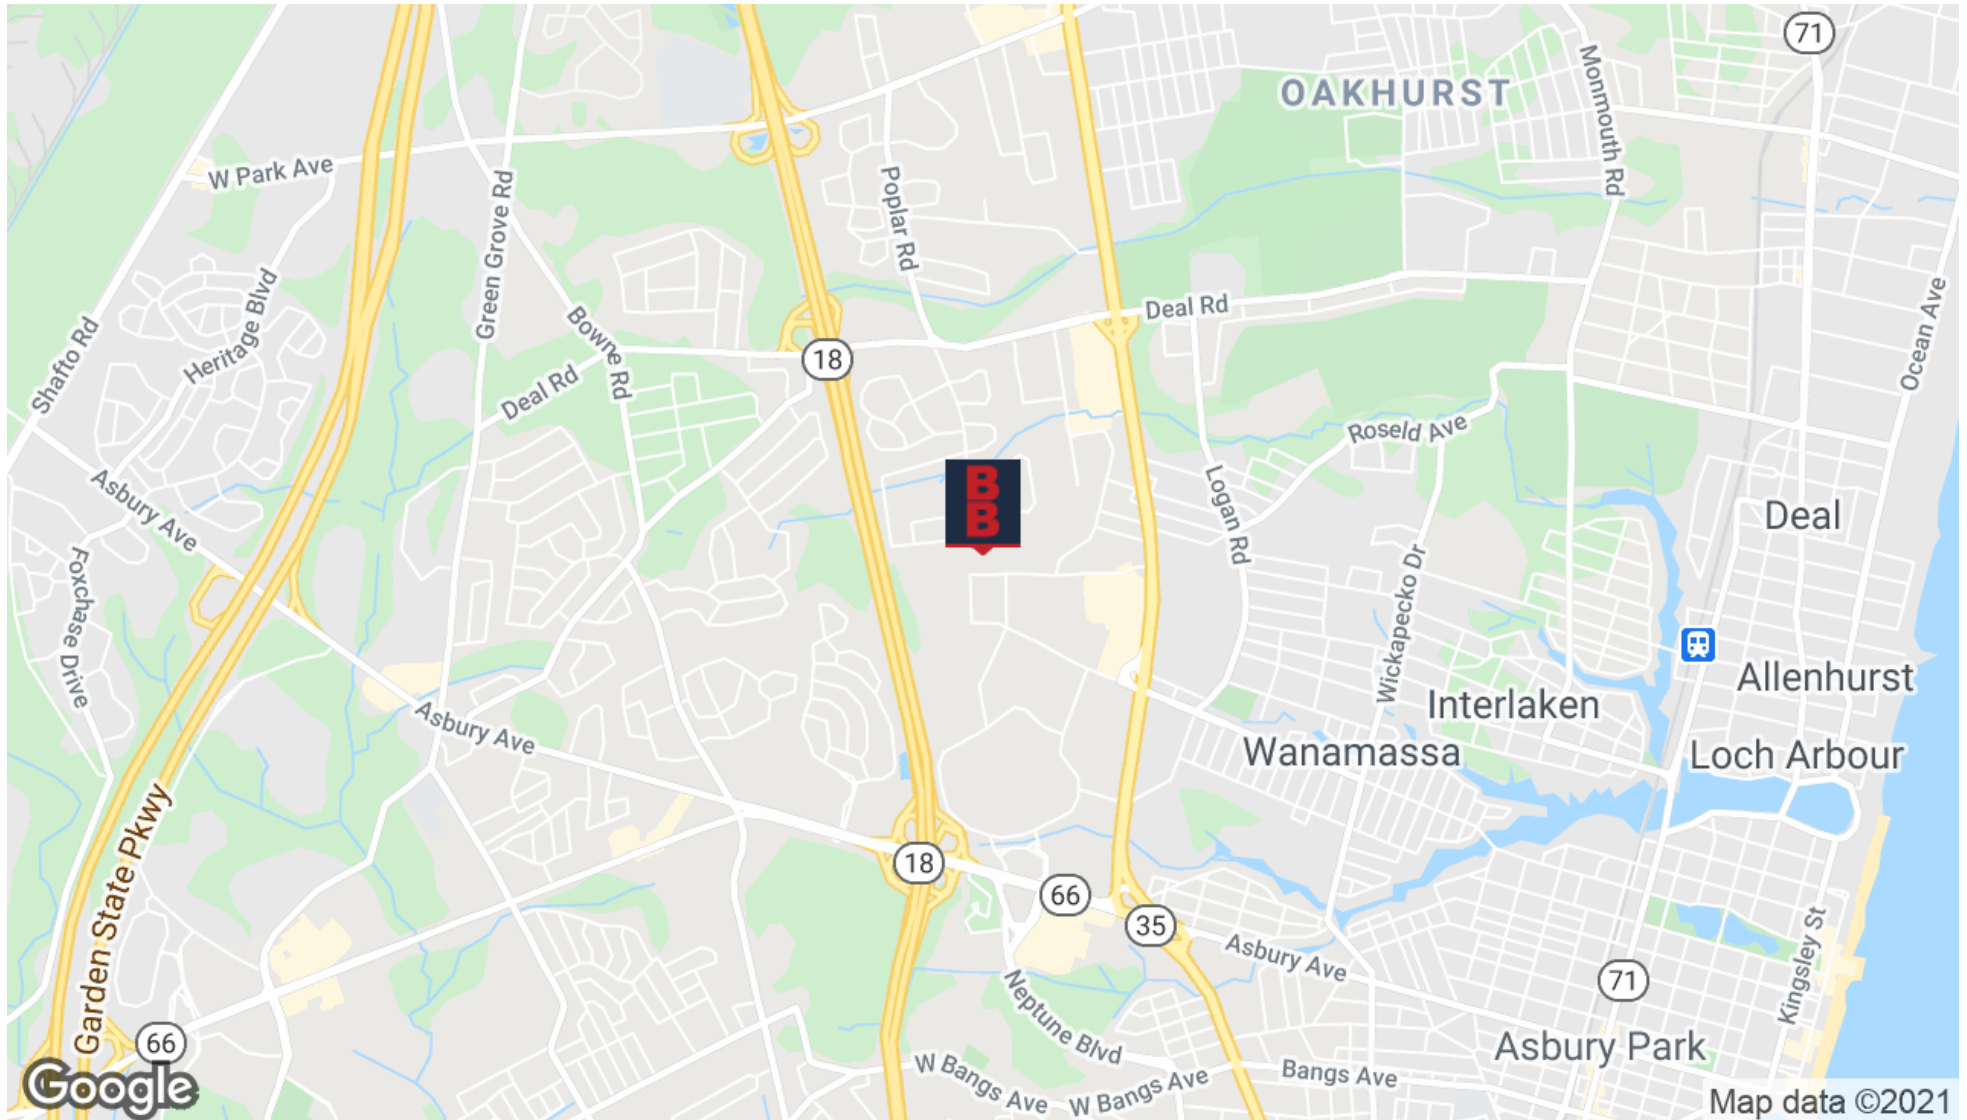 71
OAKHURST
Monmouth Rd
W Park Ave
Poplar Rd
Green Grove Rd
Heritage Blvd
Shafto Rd
Bowne Rd
Deal Rd
Ocean Ave
18
Deal Rd
Roseld Ave
Asbury Ave
B
B
Logan Rd
Deal
Foxchase Drive
Wickapecko Dr
Allenhurst
Interlaken
Asbury Ave
Wanamassa
Loch Arbour
Garden State Pkwy
18
66
35
Asbury Ave
Kingsley St
71
Neptune Blvd
66
Asbury Park
W Bangs Ave
W Bangs Ave
Bangs Ave
Google
Map data ©2021